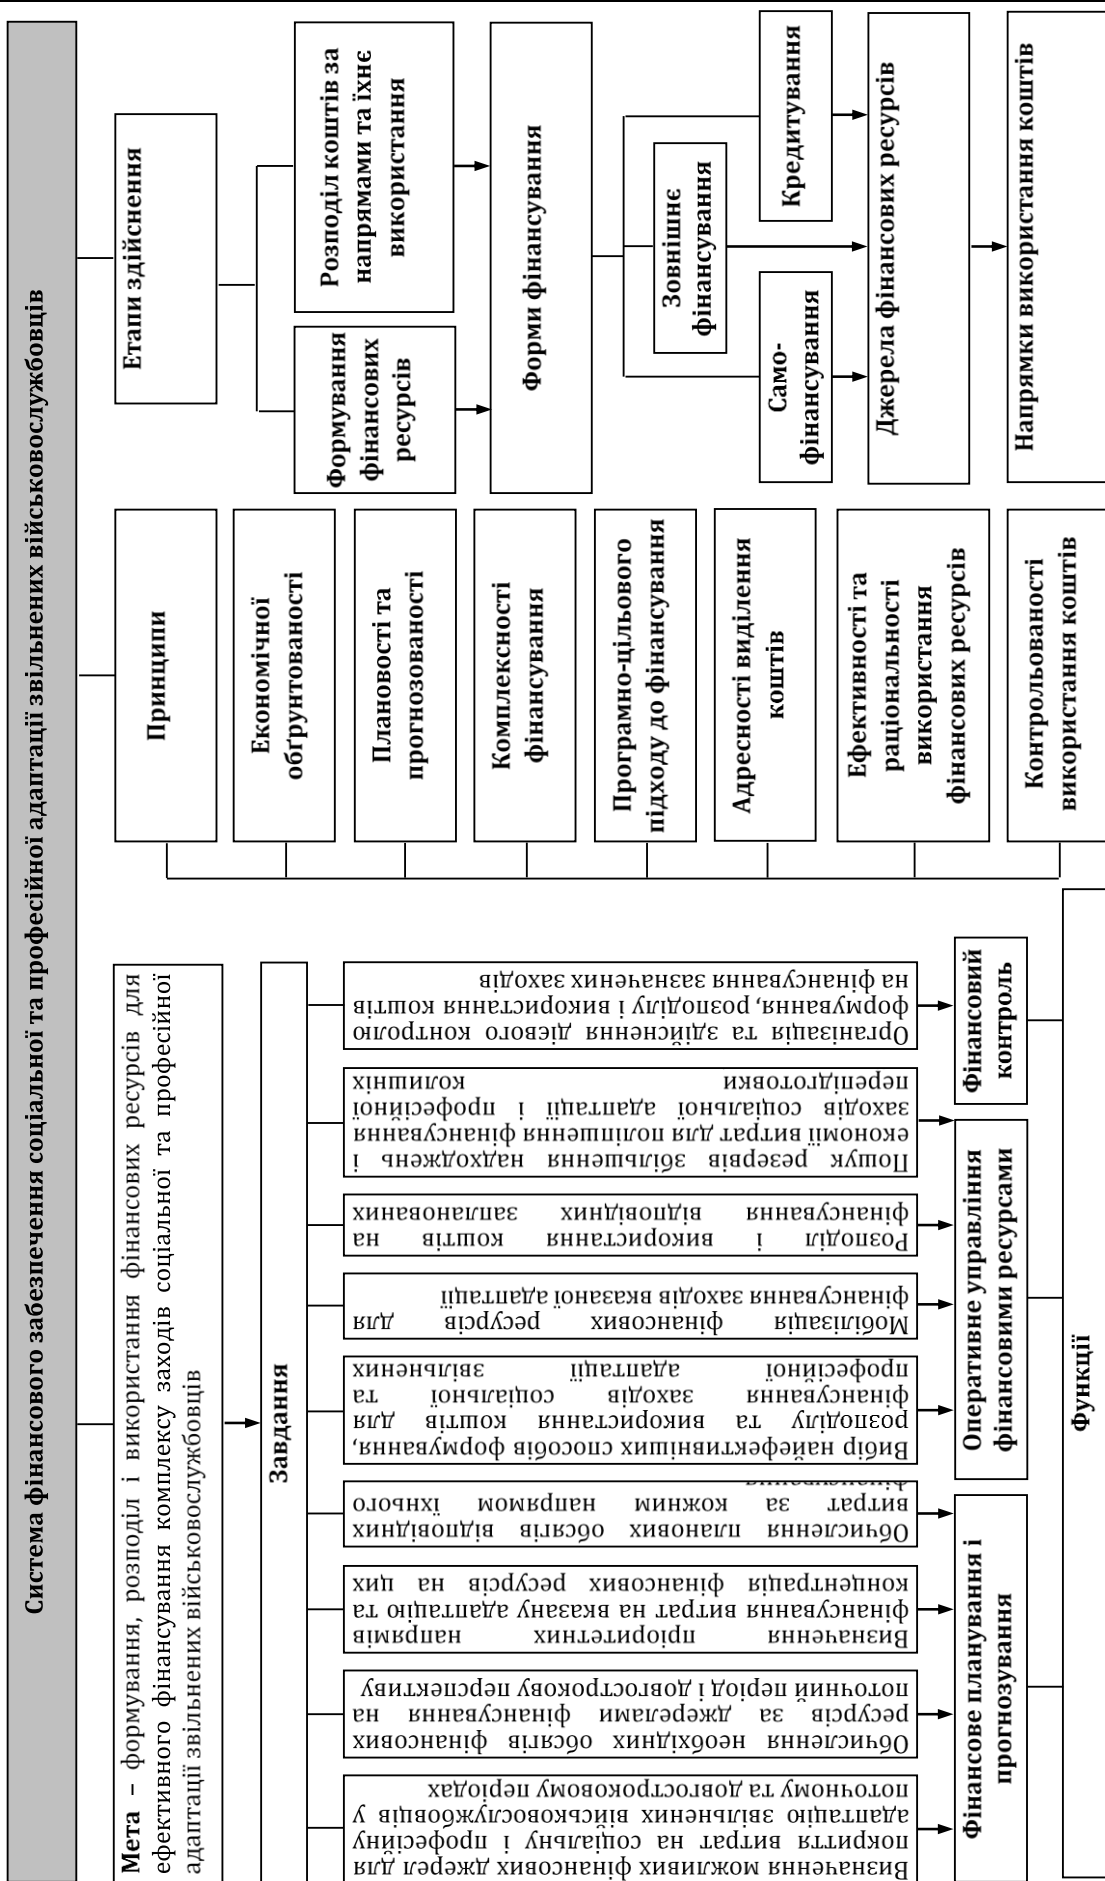 Система фінансового забезпечення соціальної та професійної адаптації звільнених військовослужбовців
Мета – формування, розподіл і використання фінансових ресурсів для
ефективного фінансування комплексу заходів соціальної та професійної
адаптації звільнених військовослужбовців
Завдання
Визначення можливих фінансових джерел для
покриття витрат на соціальну і професійну
адаптацію звільнених військовослужбовців у
поточному та довгостроковому періодах
Обчислення необхідних обсягів фінансових
ресурсів за джерелами фінансування на
поточний період і довгострокову перспективу
Визначення пріоритетних напрямів
фінансування витрат на вказану адаптацію та
концентрація фінансових ресурсів на цих
Обчислення планових обсягів відповідних
витрат за кожним напрямом їхнього
Вибір найефективніших способів формування,
розподілу та використання коштів для
фінансування заходів соціальної та
професійної адаптації звільнених
Мобілізація фінансових ресурсів для
фінансування заходів вказаної адаптації
Розподіл і використання коштів на
фінансування відповідних запланованих
Пошук резервів збільшення надходжень і
економії витрат для поліпшення фінансування
заходів соціальної адаптації і професійної
перепідготовки колишніх
Організація та здійснення дієвого контролю
формування, розподілу і використання коштів
на фінансування зазначених заходів
Фінансове планування і
прогнозування
Оперативне управління
фінансовими ресурсами
Фінансовий
контроль
Функції
Принципи
Економічної
обґрунтованості
Плановості та
прогнозованості
Комплексності
фінансування
Програмно-цільового
підходу до фінансування
Адресності виділення
коштів
Ефективності та
раціональності
використання
фінансових ресурсів
Контрольованості
використання коштів
Етапи здійснення
Формування
фінансових
ресурсів
Розподіл коштів за
напрямами та їхнє
використання
Форми фінансування
Само-
фінансування
Зовнішнє
фінансування
Кредитування
Джерела фінансових ресурсів
Напрямки використання коштів